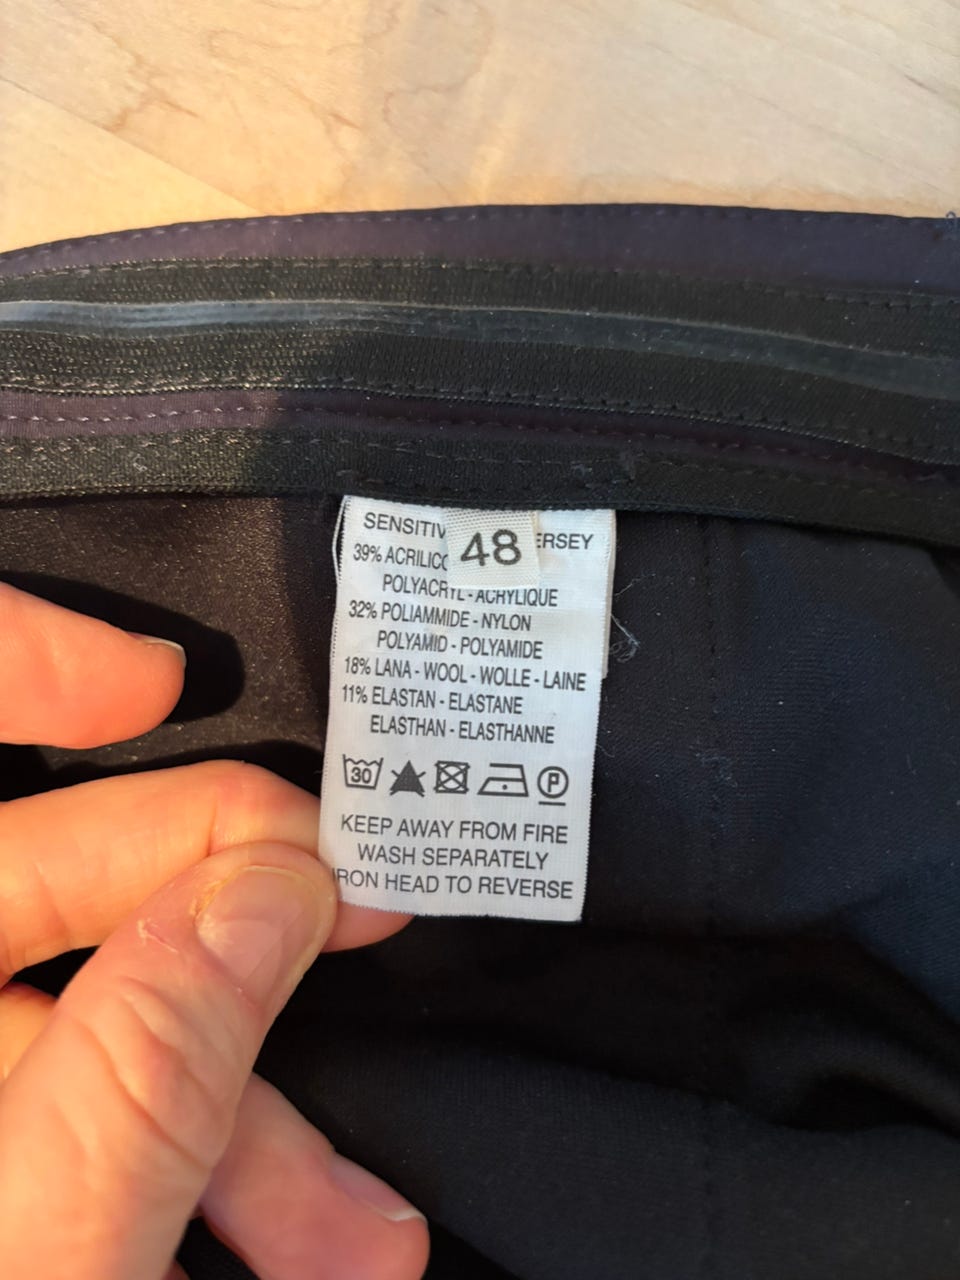 48
SENSITIV ERSEY
39% ACRILICO
POLYACRYL - ACRYLIQUE
32% POLIAMMIDE - NYLON
POLYAMID - POLYAMIDE
18% LANA - WOOL - WOLLE - LAINE
11% ELASTAN - ELASTANE
ELASTHAN - ELASTHANNE
30 P
KEEP AWAY FROM FIRE
WASH SEPARATELY
IRON HEAD TO REVERSE